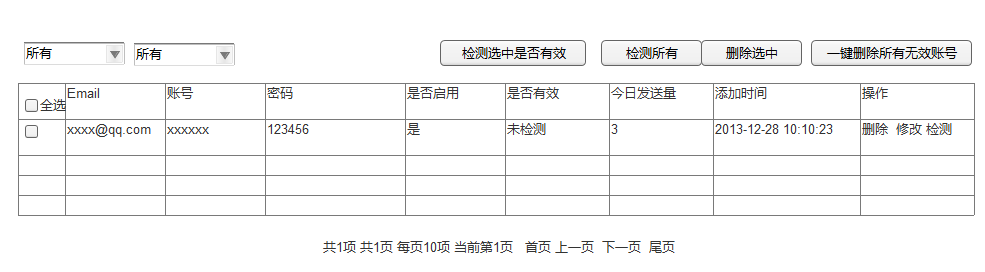 所有 所有 检测选中是否有效 检测所有 删除选中 一键删除所有无效账号
全选 Email 账号 密码 是否启用 是否有效 今日发送量 添加时间 操作
xxxx@qq.com xxxxxx 123456 是 未检测 3 2013-12-28 10:10:23 删除 修改 检测
共1项 共1页 每页10项 当前第1页 首页 上一页 下一页 尾页